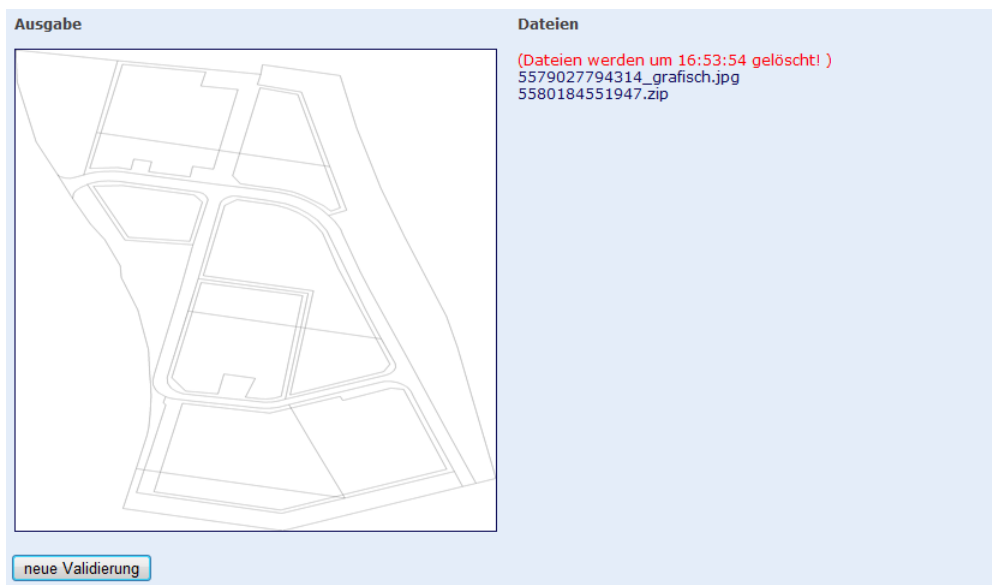 Ausgabe
Dateien
(Dateien werden um 16:53:54 gelöscht! )
5579027794314_grafisch.jpg
5580184551947.zip
neue Validierung